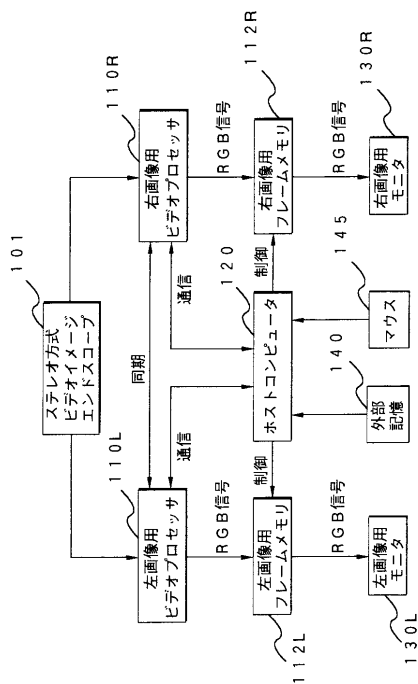 101
ステレオ方式
ビデオイメージ
エンドスコープ
110L
左画像用
ビデオプロセッサ
同期
110R
右画像用
ビデオプロセッサ
通信
通信
RGB信号
RGB信号
112L
左画像用
フレームメモリ
制御
120
ホストコンピュータ
制御
112R
右画像用
フレームメモリ
RGB信号
RGB信号
130L
左画像用
モニタ
140
外部
記憶
145
マウス
130R
右画像用
モニタ